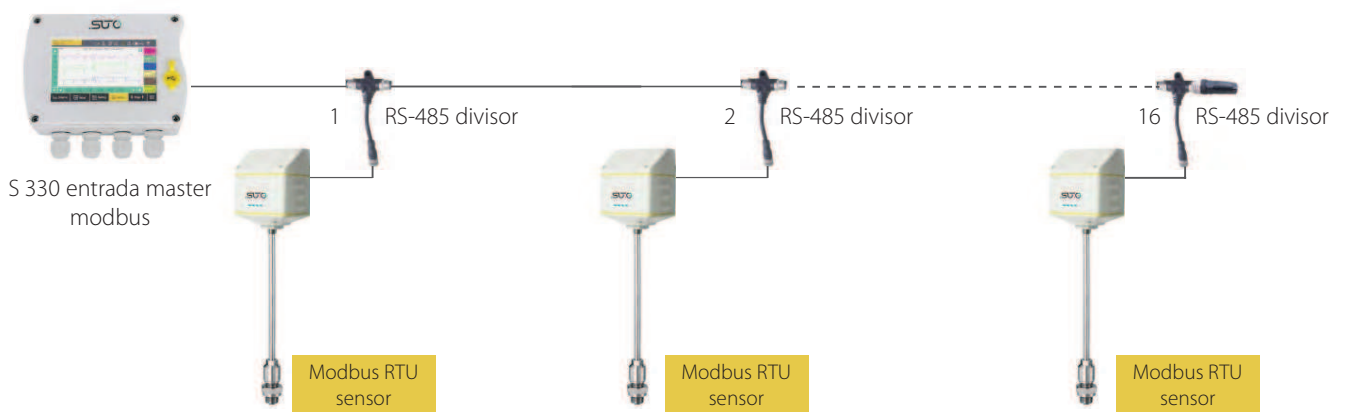 SUTO
1 RS-485 divisor
2 RS-485 divisor
16 RS-485 divisor
S 330 entrada master
modbus
SUTO
SUTO
SUTO
Modbus RTU
sensor
Modbus RTU
sensor
Modbus RTU
sensor